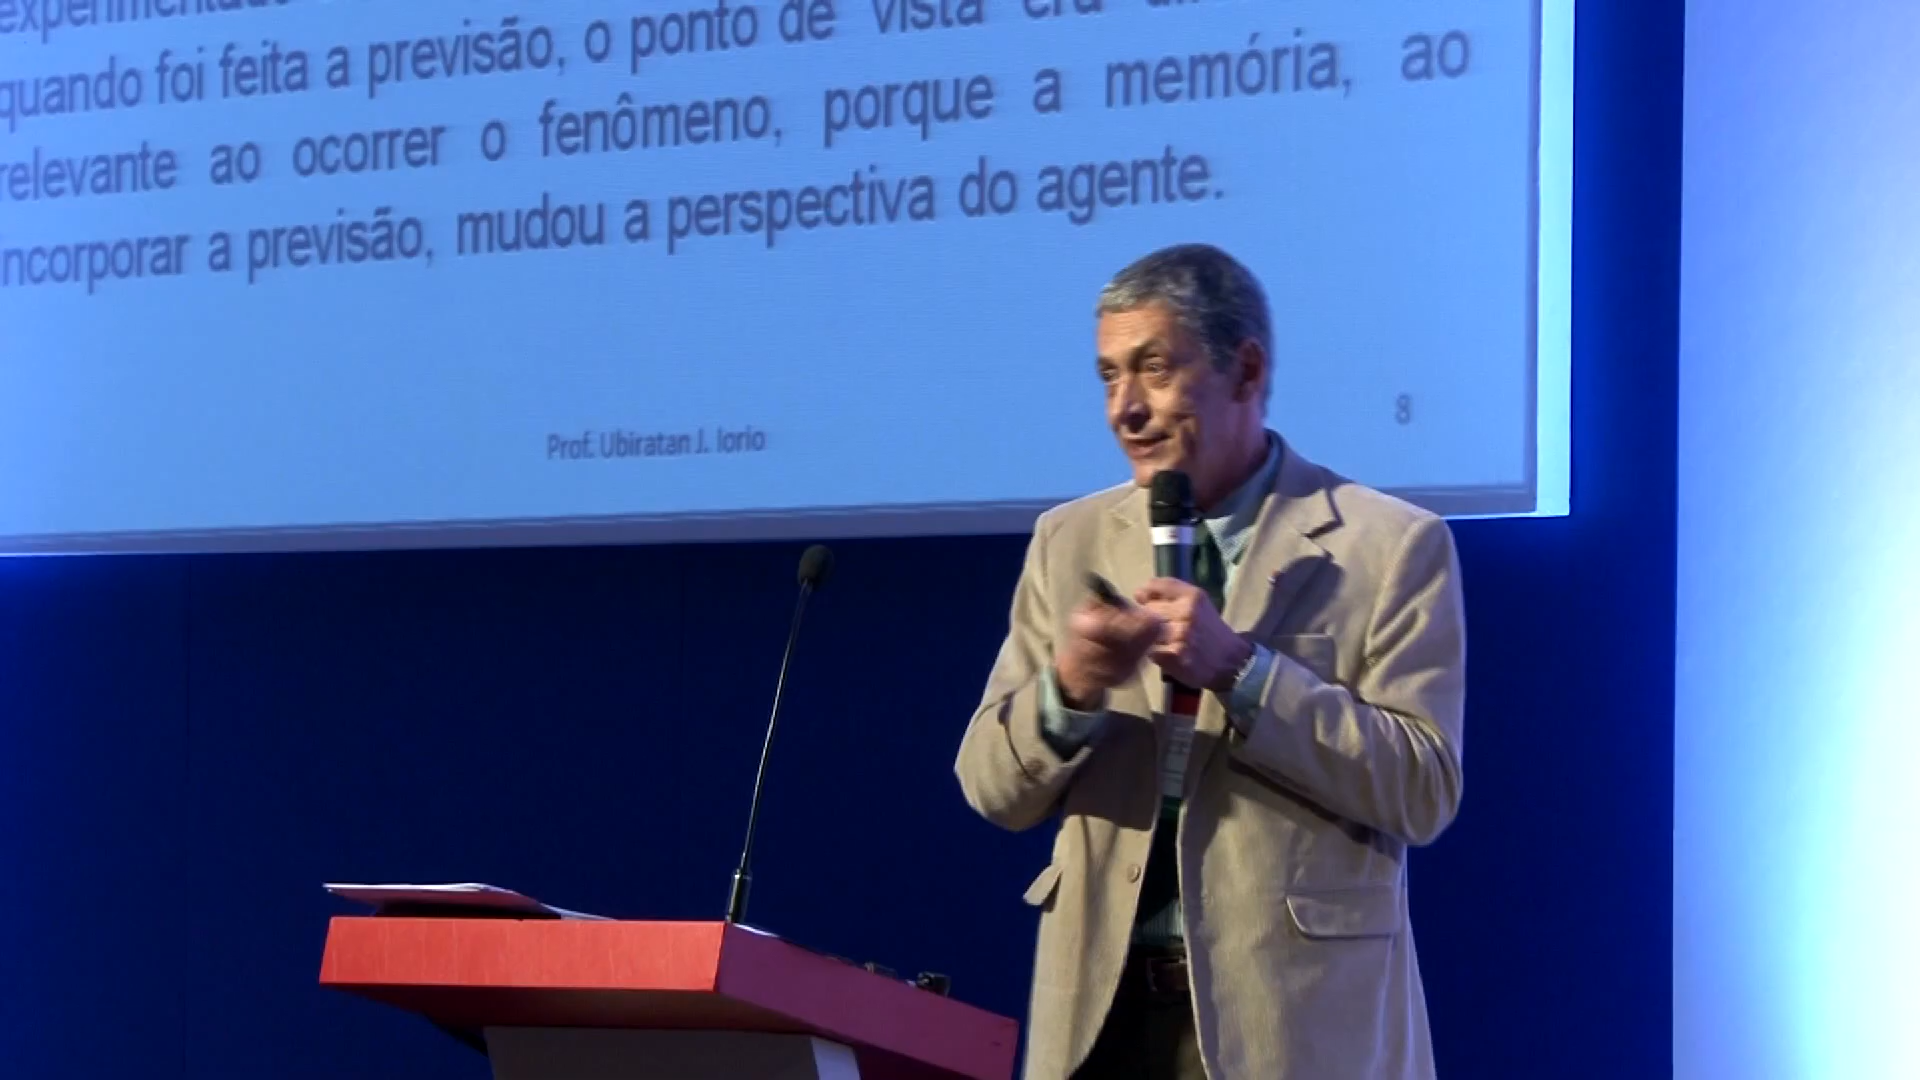 quando foi feita a previsão, o ponto de vista era
relevante ao ocorrer o fenômeno, porque a memória, ao
incorporar a previsão, mudou a perspectiva do agente.
Prof. Ubiratan J. Iorio
8